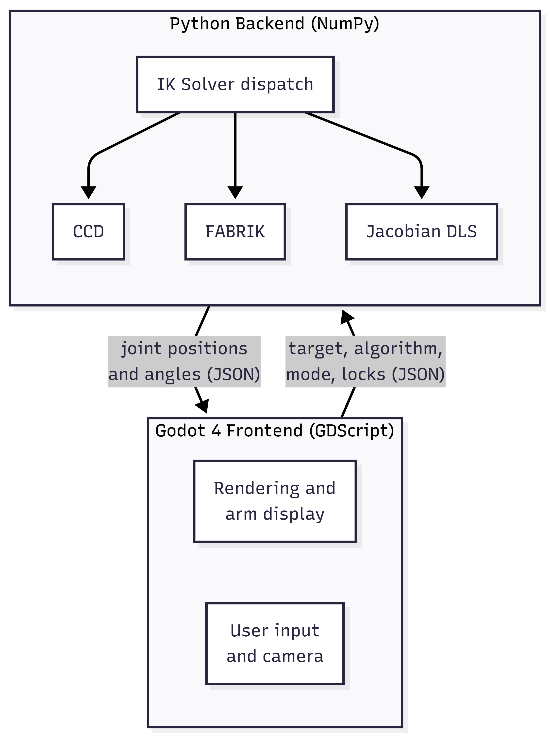 Python Backend (NumPy)
IK Solver dispatch
CCD
FABRIK
Jacobian DLS
joint positions
and angles (JSON)
target, algorithm,
mode, locks (JSON)
Godot 4 Frontend (GDScript)
Rendering and
arm display
User input
and camera